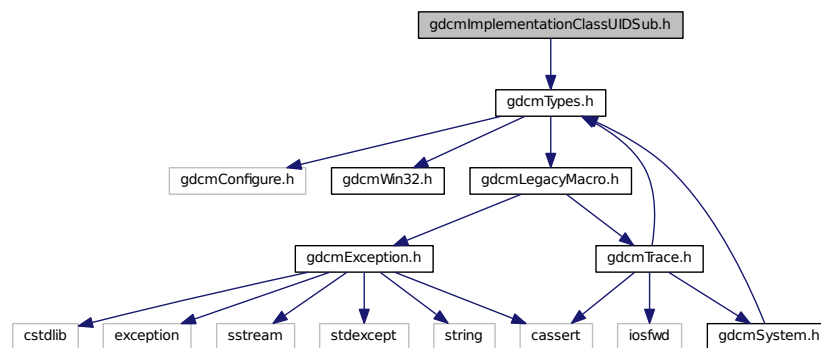 gdcmImplementationClassUIDSub.h
gdcmTypes.h
gdcmConfigure.h
gdcmWin32.h
gdcmLegacyMacro.h
gdcmException.h
gdcmTrace.h
cstdlib
exception
sstream
stdexcept
string
cassert
iosfwd
gdcmSystem.h